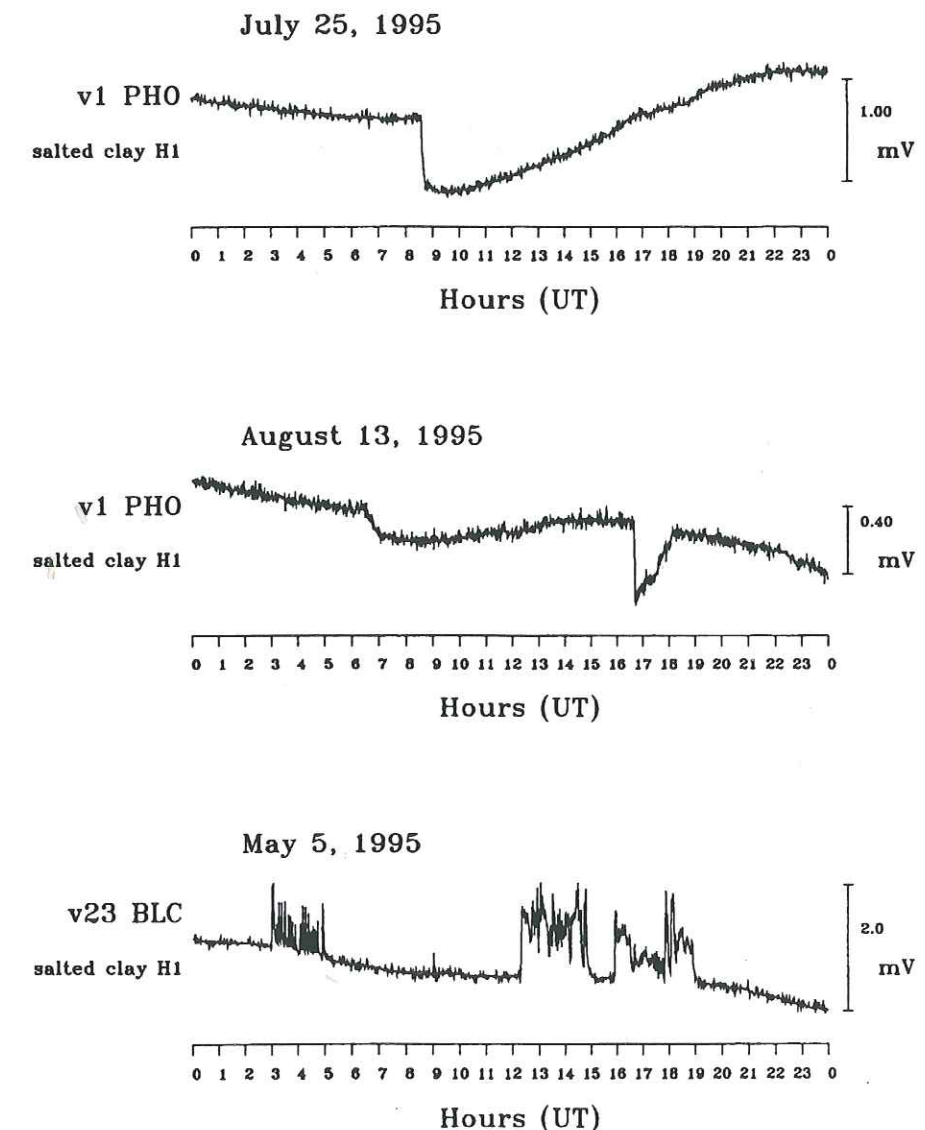 July 25, 1995
v1 PHO
salted clay H1
1.00
mV
0 1 2 3 4 5 6 7 8 9 10 11 12 13 14 15 16 17 18 19 20 21 22 23 0
Hours (UT)
August 13, 1995
v1 PHO
salted clay H1
0.40
mV
0 1 2 3 4 5 6 7 8 9 10 11 12 13 14 15 16 17 18 19 20 21 22 23 0
Hours (UT)
May 5, 1995
v23 BLC
salted clay H1
2.0
mV
0 1 2 3 4 5 6 7 8 9 10 11 12 13 14 15 16 17 18 19 20 21 22 23 0
Hours (UT)